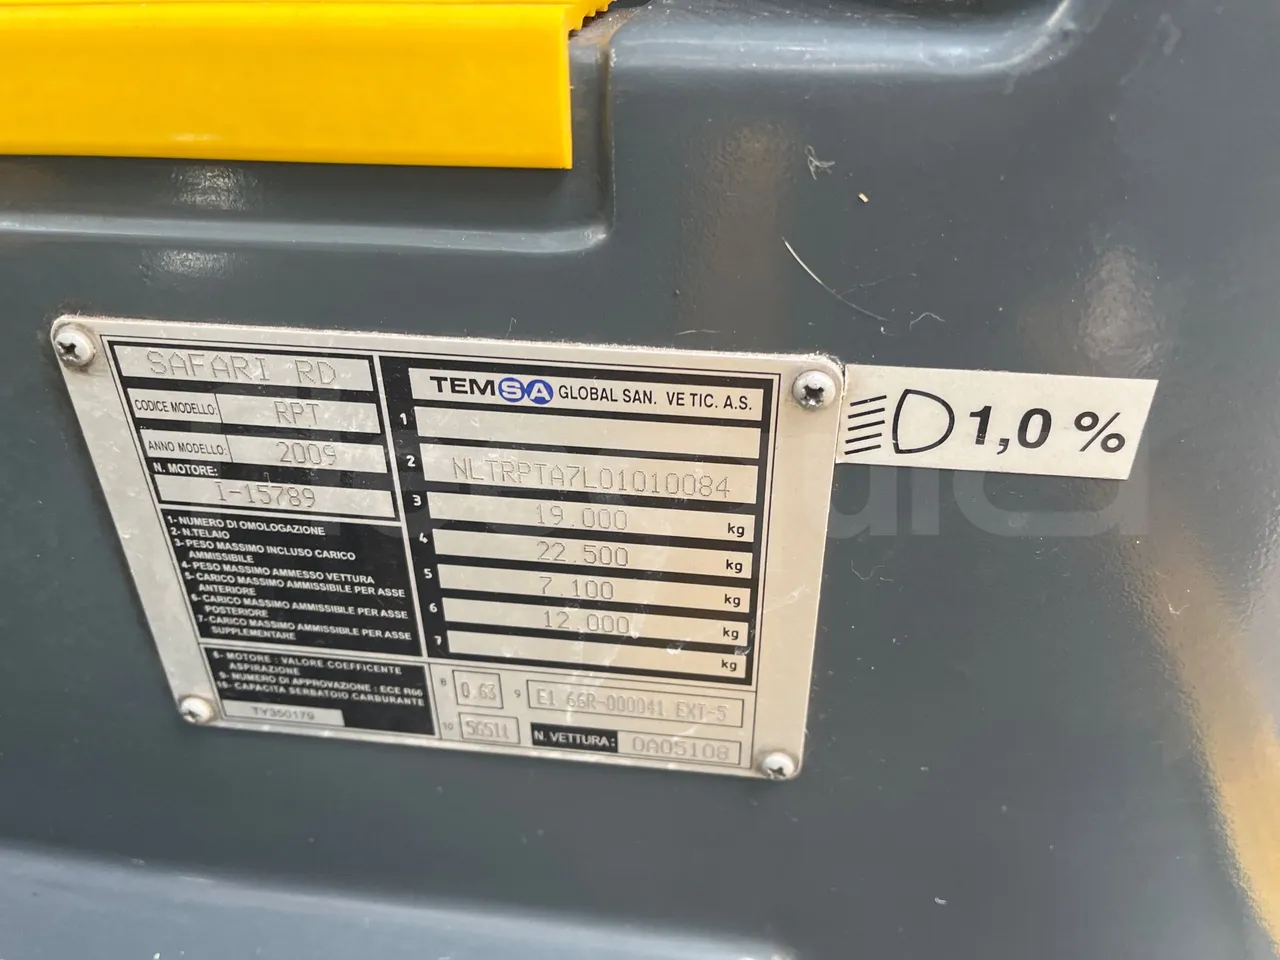 SAFARI RD
CODICE MODELLO: RPT
ANNO MODELLO: 2009
N. MOTORE:
I-15789
1- NUMERO DI OMOLOGAZIONE
2- N.TELAIO
3- PESO MASSIMO INCLUSO CARICO
AMMISSIBILE
4- PESO MASSIMO AMMESSO VETTURA
5- CARICO MASSIMO AMMISSIBILE PER ASSE
ANTERIORE
6- CARICO MASSIMO AMMISSIBILE PER ASSE
POSTERIORE
7- CARICO MASSIMO AMMISSIBILE PER ASSE
SUPPLEMENTARE
8- MOTORE : VALORE COEFFICENTE
ASPIRAZIONE
9- NUMERO DI APPROVAZIONE : ECE R66
10- CAPACITA SERBATOIO CARBURANTE
TY350179
TEMSA GLOBAL SAN. VE TIC. A.S.
1
2 NLTRPTA7L01010084
3 19.000 kg
4 22.500 kg
5 7.100 kg
6 12.000 kg
7 kg
8 0.63 9 E1 66R-000041 EXT-5
10 N. VETTURA: DA05108
1,0 %